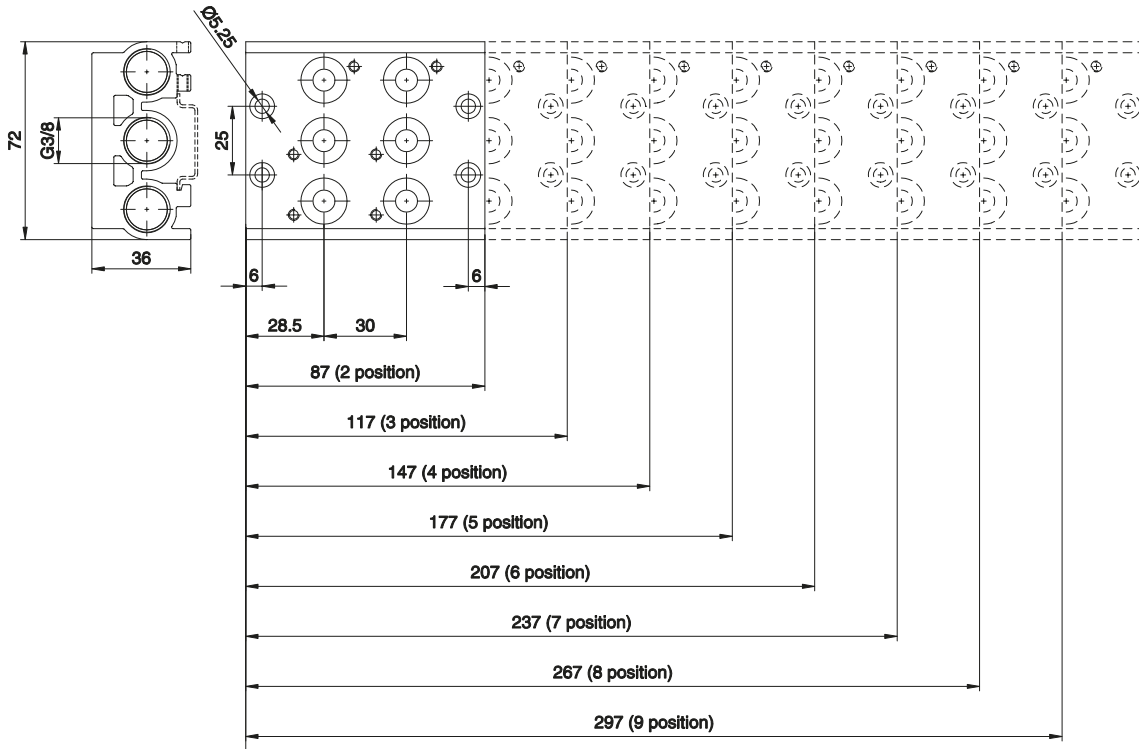 Ø5.25
72
G3/8
25
36
6
6
28.5
30
87 (2 position)
117 (3 position)
147 (4 position)
177 (5 position)
207 (6 position)
237 (7 position)
267 (8 position)
297 (9 position)